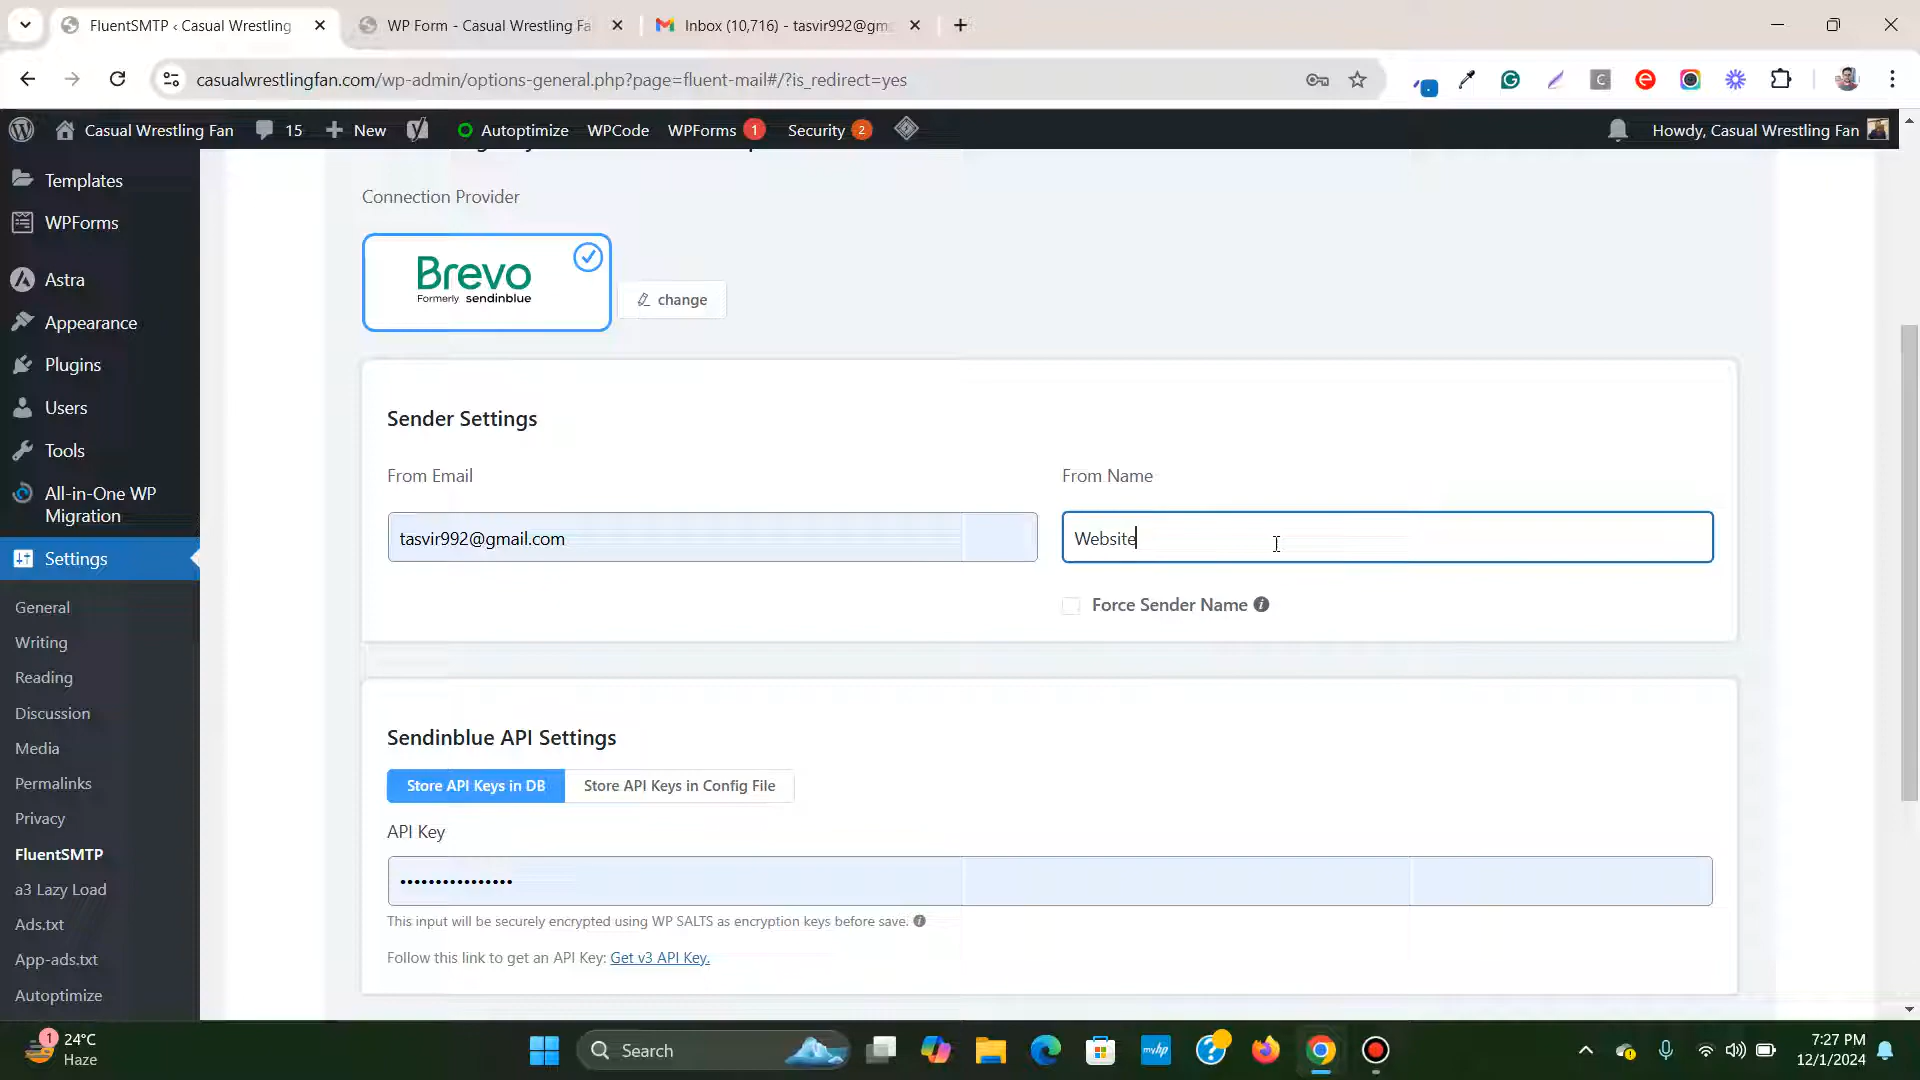 FluentSMTP ‹ Casual Wrestling
WP Form - Casual Wrestling Fa
Inbox (10,716) - tasvir992@gm
casualwrestlingfan.com/wp-admin/options-general.php?page=fluent-mail#/?is_redirect=yes
Casual Wrestling Fan
15
New
Autoptimize
WPCode
WPForms 1
Security 2
Howdy, Casual Wrestling Fan
Templates
WPForms
Astra
Appearance
Plugins
Users
Tools
All-in-One WP
Migration
Settings
General
Writing
Reading
Discussion
Media
Permalinks
Privacy
FluentSMTP
a3 Lazy Load
Ads.txt
App-ads.txt
Autoptimize
Connection Provider
Brevo
Formerly sendinblue
change
Sender Settings
From Email
From Name
tasvir992@gmail.com
Website
Force Sender Name
Sendinblue API Settings
Store API Keys in DB
Store API Keys in Config File
API Key
••••••••••••••••
This input will be securely encrypted using WP SALTS as encryption keys before save.
Follow this link to get an API Key: Get v3 API Key.
1
24°C
Haze
Search
myhp
7:27 PM
12/1/2024